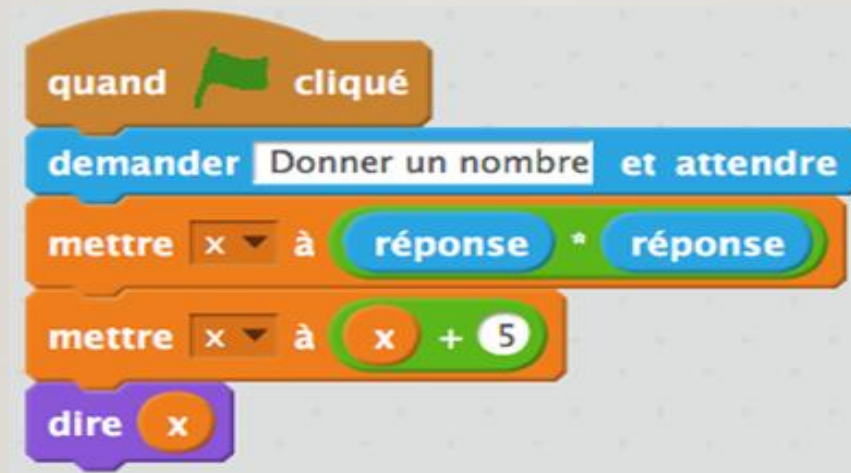 quand cliqué
demander Donner un nombre et attendre
mettre x à réponse * réponse
mettre x à x + 5
dire x